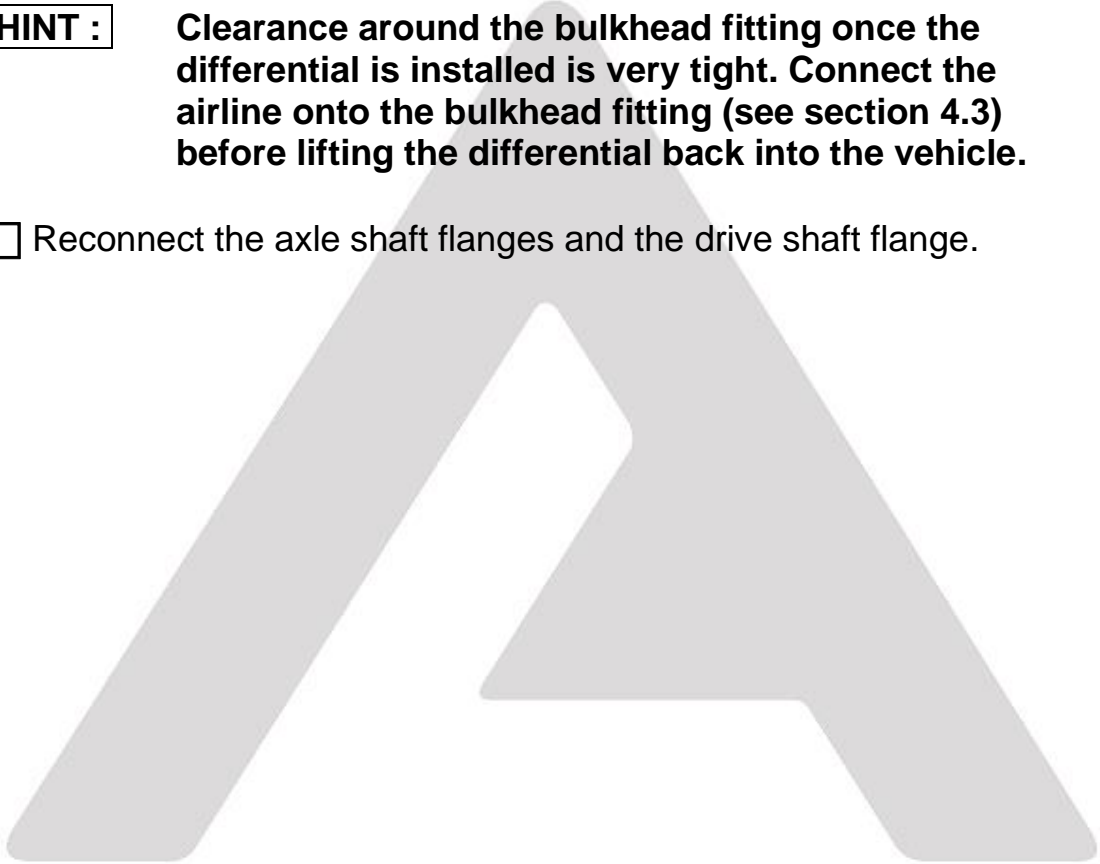 HINT : Clearance around the bulkhead fitting once the
differential is installed is very tight. Connect the
airline onto the bulkhead fitting (see section 4.3)
before lifting the differential back into the vehicle.
Reconnect the axle shaft flanges and the drive shaft flange.